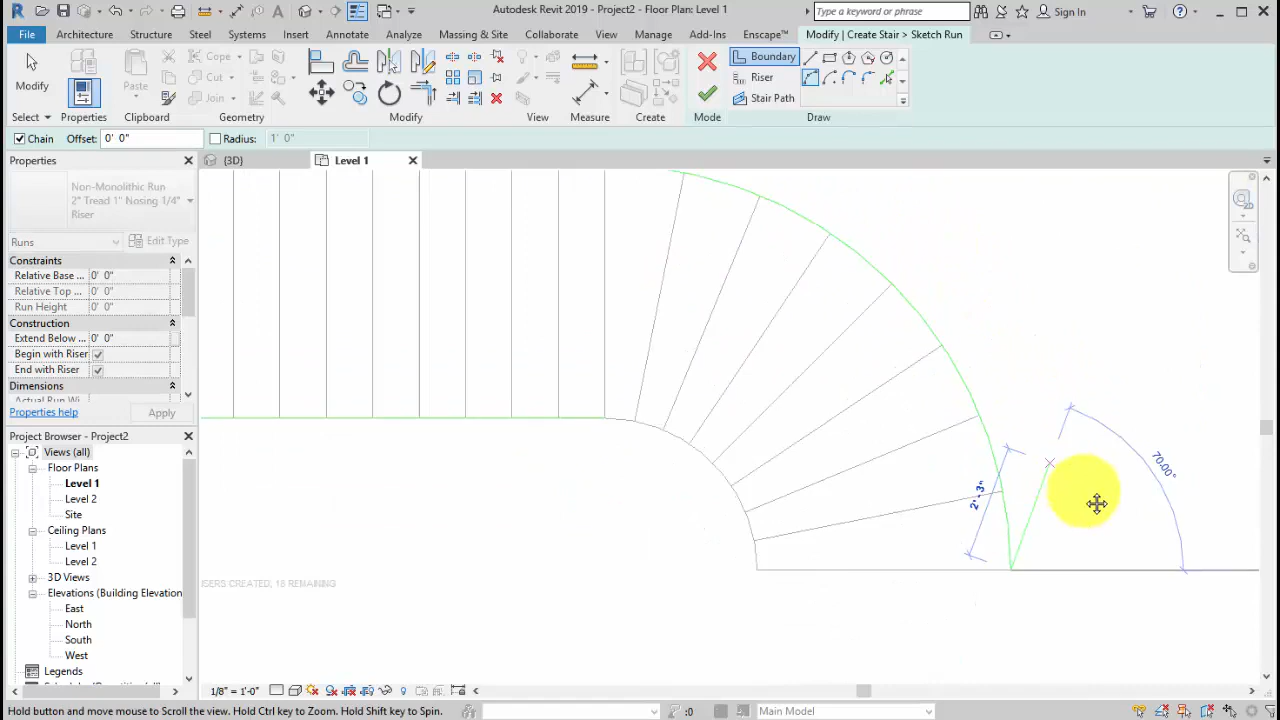 Autodesk Revit 2019 - Project2 - Floor Plan: Level 1
Type a keyword or phrase
Sign In
File
Architecture
Structure
Steel
Systems
Insert
Annotate
Analyze
Massing & Site
Collaborate
View
Manage
Add-Ins
Enscape™
Modify | Create Stair > Sketch Run
Modify
Paste
Cope
Cut
Join
Boundary
Riser
Stair Path
Select
Properties
Clipboard
Geometry
Modify
View
Measure
Create
Mode
Draw
Chain
Offset:
0' 0"
Radius:
1' 0"
Properties
{3D}
Level 1
Non-Monolithic Run
2" Tread 1" Nosing 1/4"
Riser
Runs
Edit Type
Constraints
Relative Base ... 0' 0"
Relative Top ... 0' 0"
Run Height 0' 0"
Construction
Extend Below ... 0' 0"
Begin with Riser
End with Riser
Dimensions
Properties help
Apply
Project Browser - Project2
Views (all)
Floor Plans
Level 1
Level 2
Site
Ceiling Plans
Level 1
Level 2
3D Views
Elevations (Building Elevation
East
North
South
West
Legends
2' - 3"
70.00°
ISERS CREATED, 18 REMAINING
1/8" = 1'-0"
Hold button and move mouse to Scroll the view. Hold Ctrl key to Zoom. Hold Shift key to Spin.
:0
Main Model